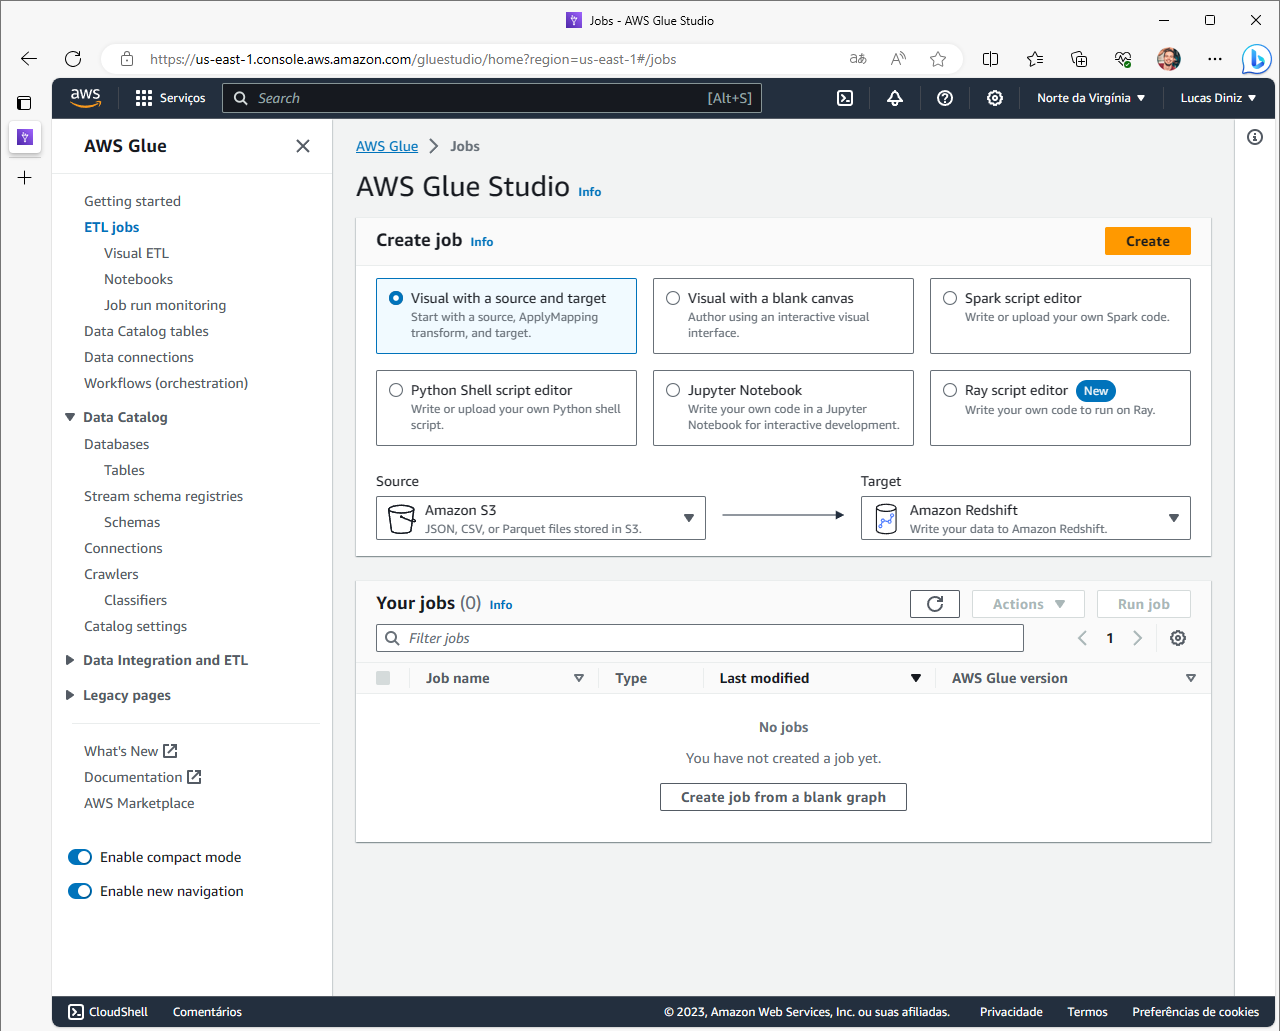 Jobs - AWS Glue Studio
https://us-east-1.console.aws.amazon.com/gluestudio/home?region=us-east-1#/jobs
aあ
aws
Serviços
Search
[Alt+S]
Norte da Virgínia
Lucas Diniz
AWS Glue
Getting started
ETL jobs
Visual ETL
Notebooks
Job run monitoring
Data Catalog tables
Data connections
Workflows (orchestration)
Data Catalog
Databases
Tables
Stream schema registries
Schemas
Connections
Crawlers
Classifiers
Catalog settings
Data Integration and ETL
Legacy pages
What's New
Documentation
AWS Marketplace
Enable compact mode
Enable new navigation
AWS Glue > Jobs
AWS Glue Studio Info
Create job Info
Create
Visual with a source and target
Start with a source, ApplyMapping
transform, and target.
Visual with a blank canvas
Author using an interactive visual
interface.
Spark script editor
Write or upload your own Spark code.
Python Shell script editor
Write or upload your own Python shell
script.
Jupyter Notebook
Write your own code in a Jupyter
Notebook for interactive development.
Ray script editor New
Write your own code to run on Ray.
Source
Amazon S3
JSON, CSV, or Parquet files stored in S3.
Target
Amazon Redshift
Write your data to Amazon Redshift.
Your jobs (0) Info
Actions
Run job
Filter jobs
1
Job name
Type
Last modified
AWS Glue version
No jobs
You have not created a job yet.
Create job from a blank graph
CloudShell
Comentários
© 2023, Amazon Web Services, Inc. ou suas afiliadas.
Privacidade
Termos
Preferências de cookies